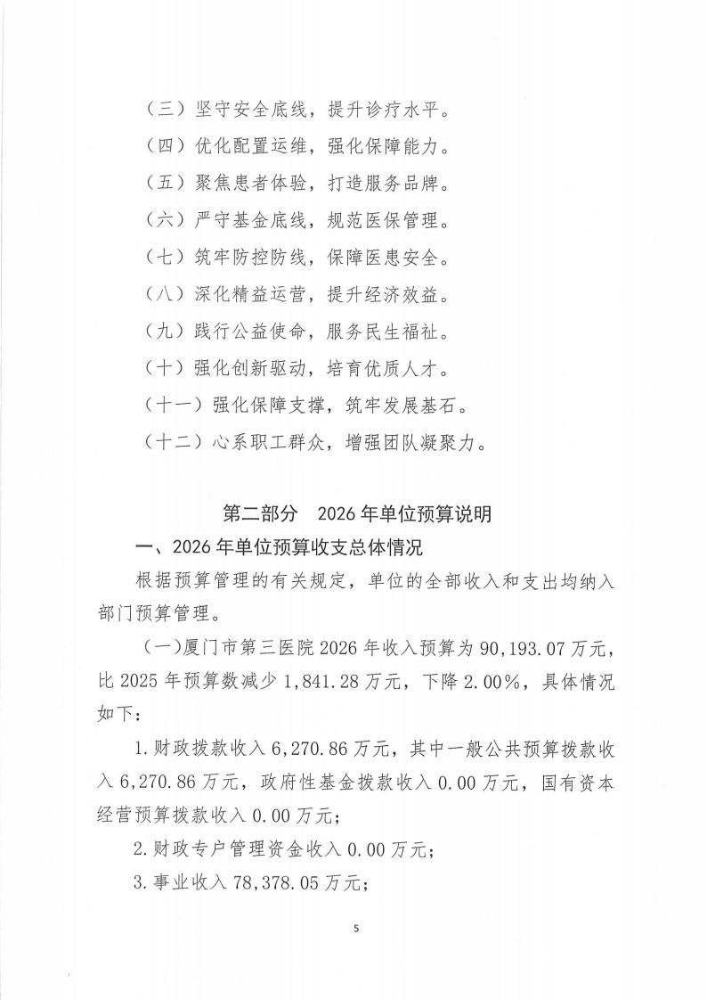 （三）坚守安全底线，提升诊疗水平。
（四）优化配置运维，强化保障能力。
（五）聚焦患者体验，打造服务品牌。
（六）严守基金底线，规范医保管理。
（七）筑牢防控防线，保障医患安全。
（八）深化精益运营，提升经济效益。
（九）践行公益使命，服务民生福祉。
（十）强化创新驱动，培育优质人才。
（十一）强化保障支撑，筑牢发展基石。
（十二）心系职工群众，增强团队凝聚力。
第二部分 2026 年单位预算说明
一、2026 年单位预算收支总体情况
根据预算管理的有关规定，单位的全部收入和支出均纳入
部门预算管理。
（一）厦门市第三医院 2026 年收入预算为 90,193.07 万元，
比 2025 年预算数减少 1,841.28 万元，下降 2.00%，具体情况
如下：
1.财政拨款收入 6,270.86 万元，其中一般公共预算拨款收
入 6,270.86 万元，政府性基金拨款收入 0.00 万元，国有资本
经营预算拨款收入 0.00 万元；
2.财政专户管理资金收入 0.00 万元；
3.事业收入 78,378.05 万元；
5